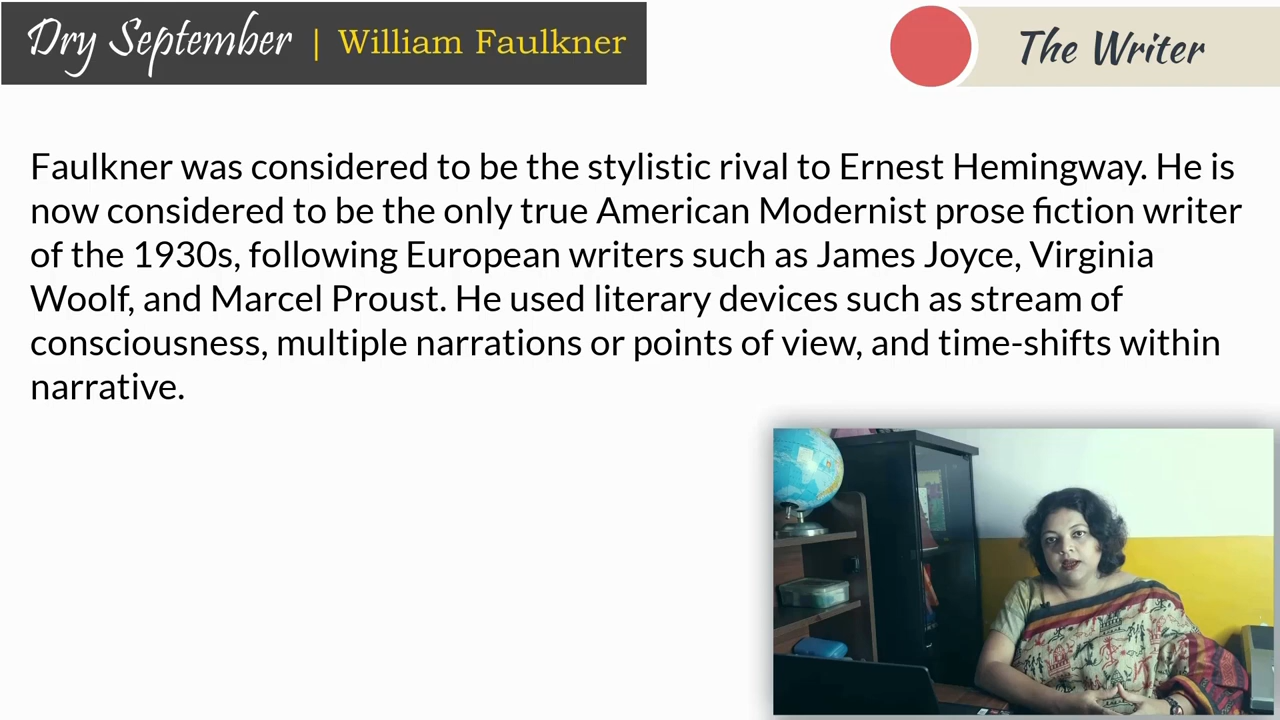 Dry September | William Faulkner
The Writer
Faulkner was considered to be the stylistic rival to Ernest Hemingway. He is
now considered to be the only true American Modernist prose fiction writer
of the 1930s, following European writers such as James Joyce, Virginia
Woolf, and Marcel Proust. He used literary devices such as stream of
consciousness, multiple narrations or points of view, and time-shifts within
narrative.